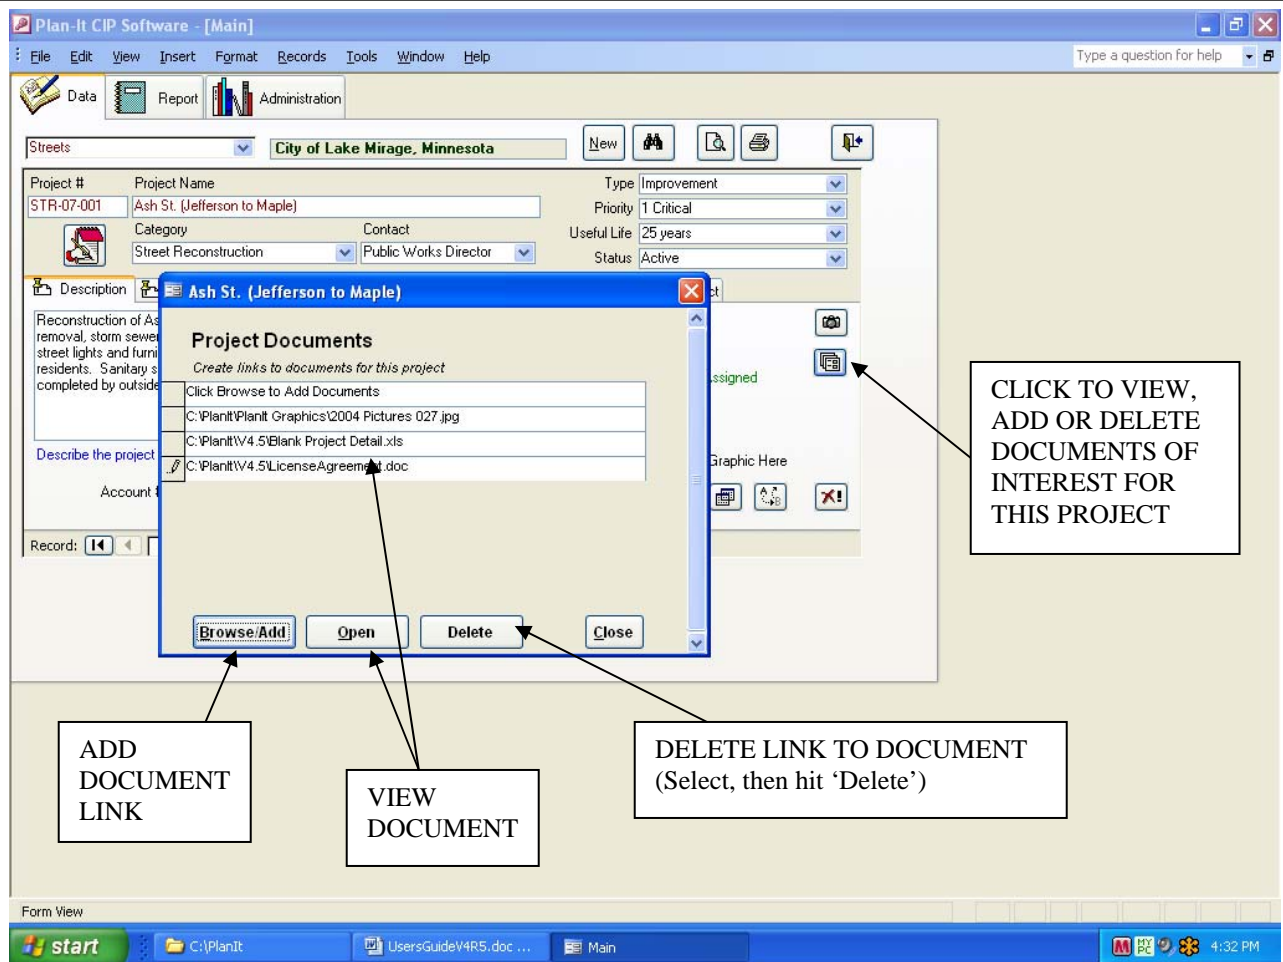 Plan-It CIP Software - [Main]
File Edit View Insert Format Records Tools Window Help
Type a question for help
Data Report Administration
Streets
City of Lake Mirage, Minnesota
New
Project # Project Name
STR-07-001 Ash St. (Jefferson to Maple)
Category Contact
Street Reconstruction Public Works Director
Type Improvement
Priority 1 Critical
Useful Life 25 years
Status Active
Description
Reconstruction of As
removal, storm sewer
street lights and furni
residents. Sanitary s
completed by outside
Describe the project
Account #
Record:
ct
ssigned
Graphic Here
Ash St. (Jefferson to Maple)
Project Documents
Create links to documents for this project
Click Browse to Add Documents
C:\PlanIt\PlanIt Graphics\2004 Pictures 027.jpg
C:\PlanIt\V4.5\Blank Project Detail.xls
C:\PlanIt\V4.5\LicenseAgreement.doc
Browse/Add Open Delete Close
CLICK TO VIEW,
ADD OR DELETE
DOCUMENTS OF
INTEREST FOR
THIS PROJECT
ADD
DOCUMENT
LINK
VIEW
DOCUMENT
DELETE LINK TO DOCUMENT
(Select, then hit ‘Delete’)
Form View
start C:\PlanIt UsersGuideV4R5.doc ... Main
MY
PC
4:32 PM